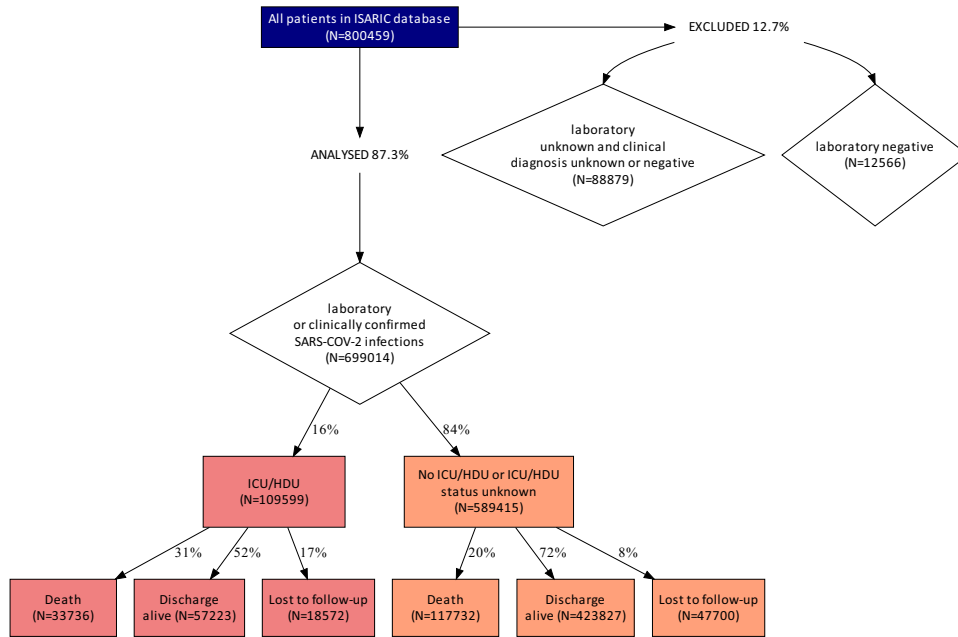 All patients in ISARIC database
(N=800459)
EXCLUDED 12.7%
laboratory
unknown and clinical
diagnosis unknown or negative
(N=88879)
laboratory negative
(N=12566)
ANALYSED 87.3%
laboratory
or clinically confirmed
SARS-COV-2 infections
(N=699014)
16%
84%
ICU/HDU
(N=109599)
No ICU/HDU or ICU/HDU
status unknown
(N=589415)
31%
52%
17%
20%
72%
8%
Death
(N=33736)
Discharge
alive (N=57223)
Lost to follow-up
(N=18572)
Death
(N=117732)
Discharge
alive (N=423827)
Lost to follow-up
(N=47700)